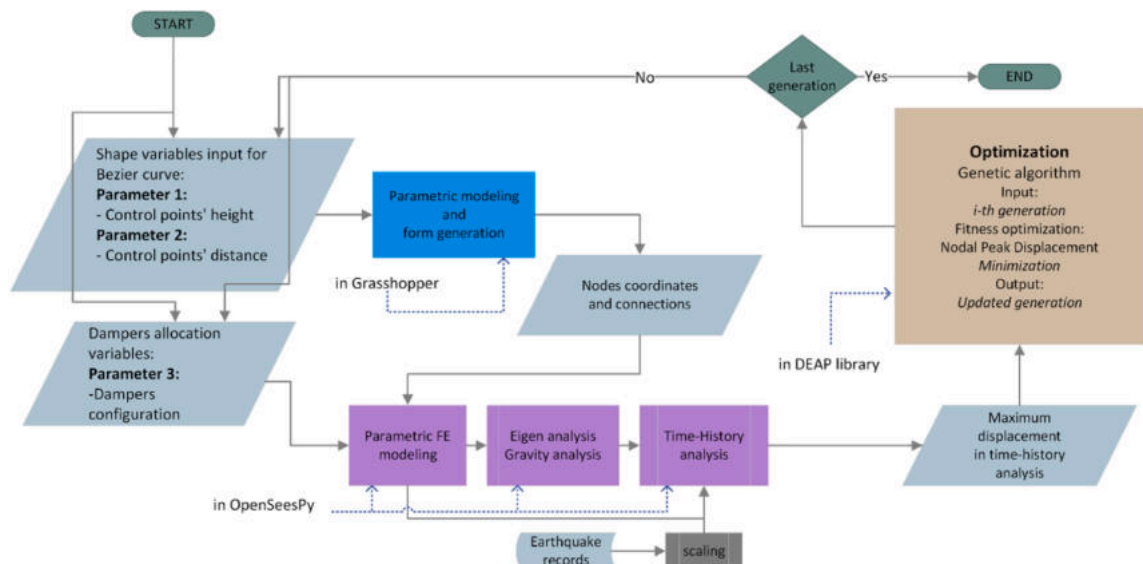 START
Last
generation
No
Yes
END
Shape variables input for
Bezier curve:
Parameter 1:
- Control points' height
Parameter 2:
- Control points' distance
Parametric modeling
and
form generation
in Grasshopper
Nodes coordinates
and connections
Optimization
Genetic algorithm
Input:
i-th generation
Fitness optimization:
Nodal Peak Displacement
Minimization
Output:
Updated generation
in DEAP library
Dampers allocation
variables:
Parameter 3:
-Dampers
configuration
Parametric FE
modeling
Eigen analysis
Gravity analysis
Time-History
analysis
Maximum
displacement
in time-history
analysis
in OpenSeesPy
Earthquake
records
scaling